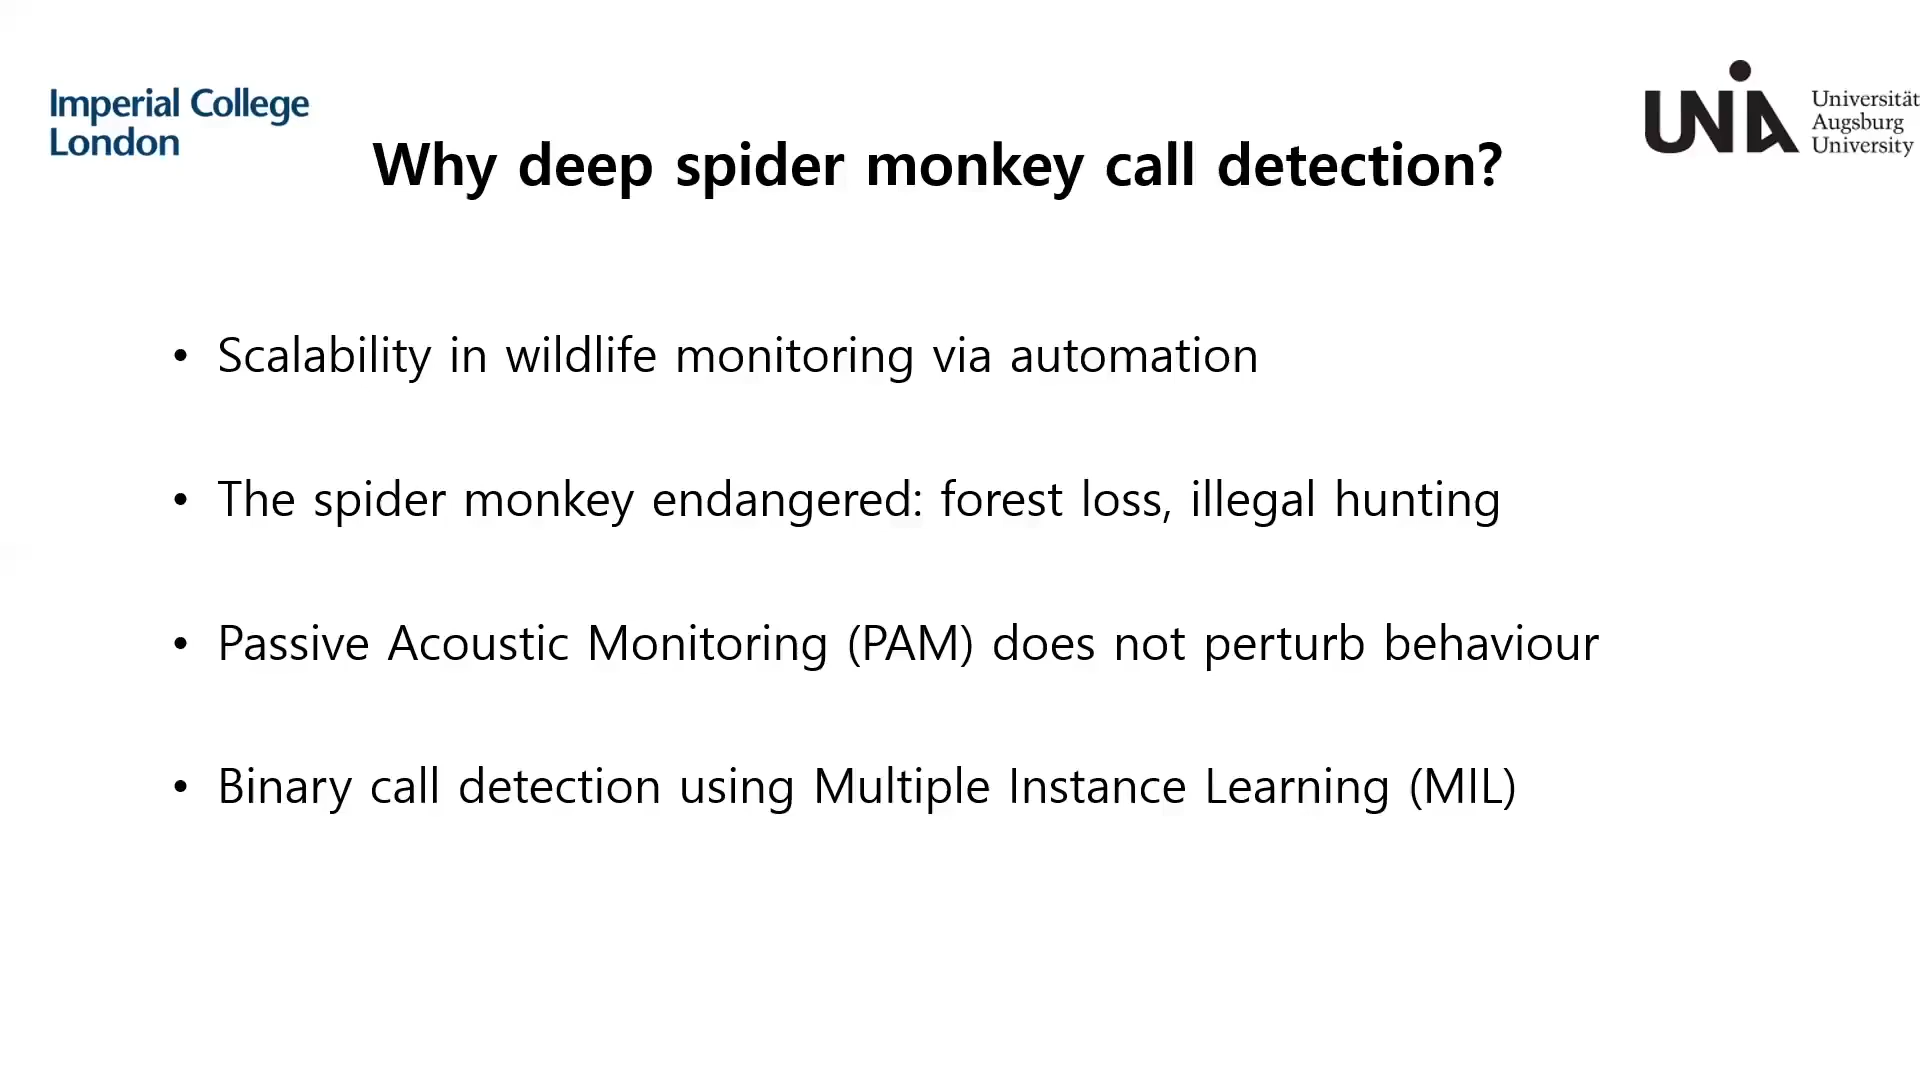 Imperial College
London
UNIA
Universität
Augsburg
University
Why deep spider monkey call detection?
• Scalability in wildlife monitoring via automation
• The spider monkey endangered: forest loss, illegal hunting
• Passive Acoustic Monitoring (PAM) does not perturb behaviour
• Binary call detection using Multiple Instance Learning (MIL)